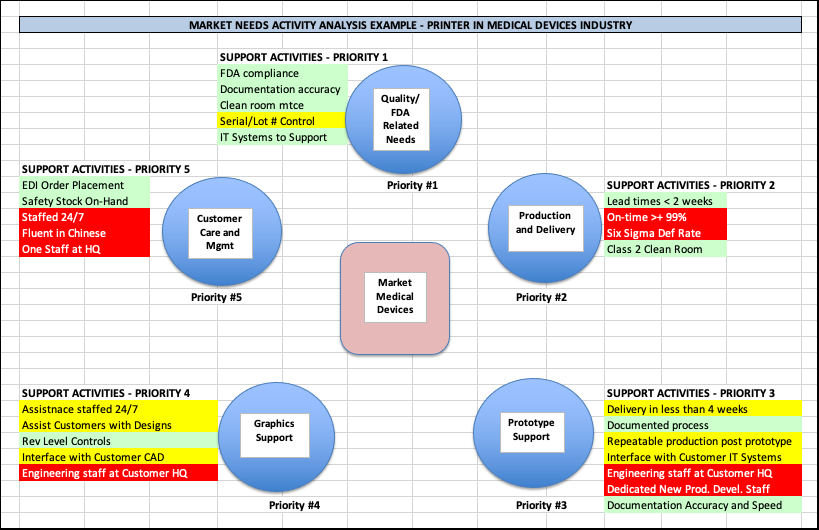 MARKET NEEDS ACTIVITY ANALYSIS EXAMPLE - PRINTER IN MEDICAL DEVICES INDUSTRY
SUPPORT ACTIVITIES - PRIORITY 1
FDA compliance
Documentation accuracy
Clean room mtce
Serial/Lot # Control
IT Systems to Support
Quality/
FDA
Related
Needs
Priority #1
SUPPORT ACTIVITIES - PRIORITY 5
EDI Order Placement
Safety Stock On-Hand
Staffed 24/7
Fluent in Chinese
One Staff at HQ
Customer
Care and
Mgmt
Priority #5
Production
and Delivery
Priority #2
SUPPORT ACTIVITIES - PRIORITY 2
Lead times < 2 weeks
On-time >+ 99%
Six Sigma Def Rate
Class 2 Clean Room
Market
Medical
Devices
SUPPORT ACTIVITIES - PRIORITY 4
Assistnace staffed 24/7
Assist Customers with Designs
Rev Level Controls
Interface with Customer CAD
Engineering staff at Customer HQ
Graphics
Support
Priority #4
Prototype
Support
Priority #3
SUPPORT ACTIVITIES - PRIORITY 3
Delivery in less than 4 weeks
Documented process
Repeatable production post prototype
Interface with Customer IT Systems
Engineering staff at Customer HQ
Dedicated New Prod. Devel. Staff
Documentation Accuracy and Speed